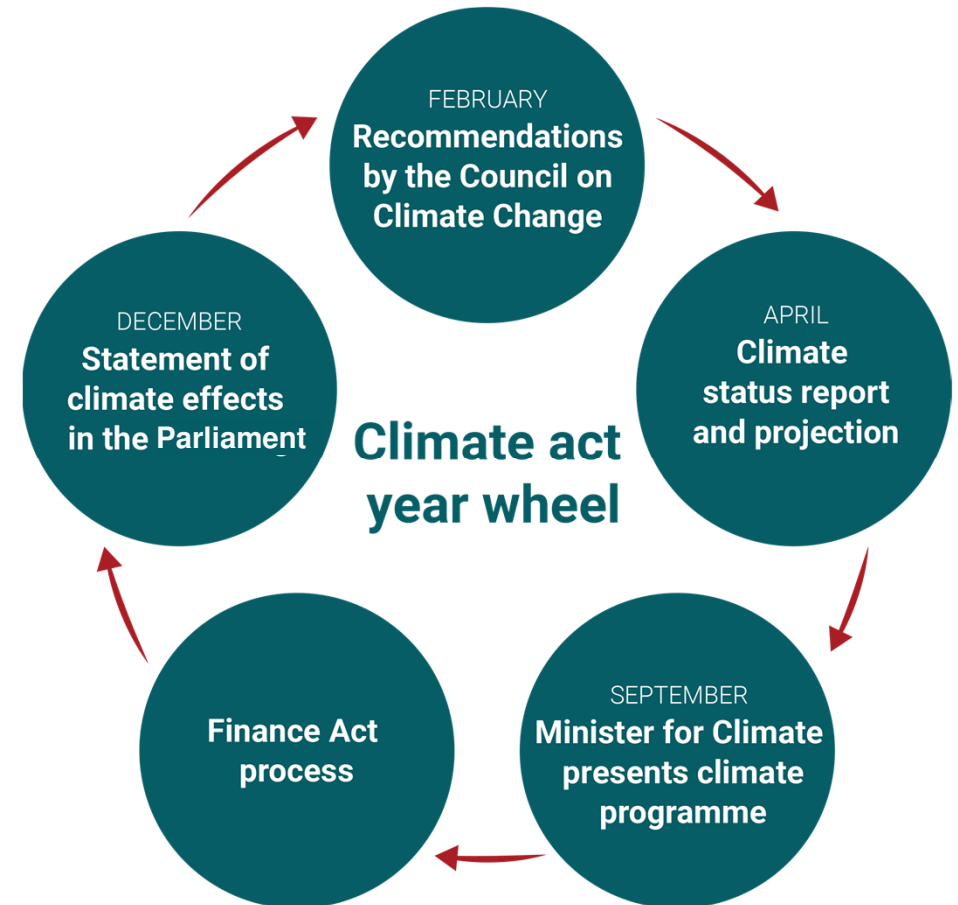 FEBRUARY
Recommendations
by the Council on
Climate Change
APRIL
Climate
status report
and projection
SEPTEMBER
Minister for Climate
presents climate
programme
Finance Act
process
DECEMBER
Statement of
climate effects
in the Parliament
Climate act
year wheel